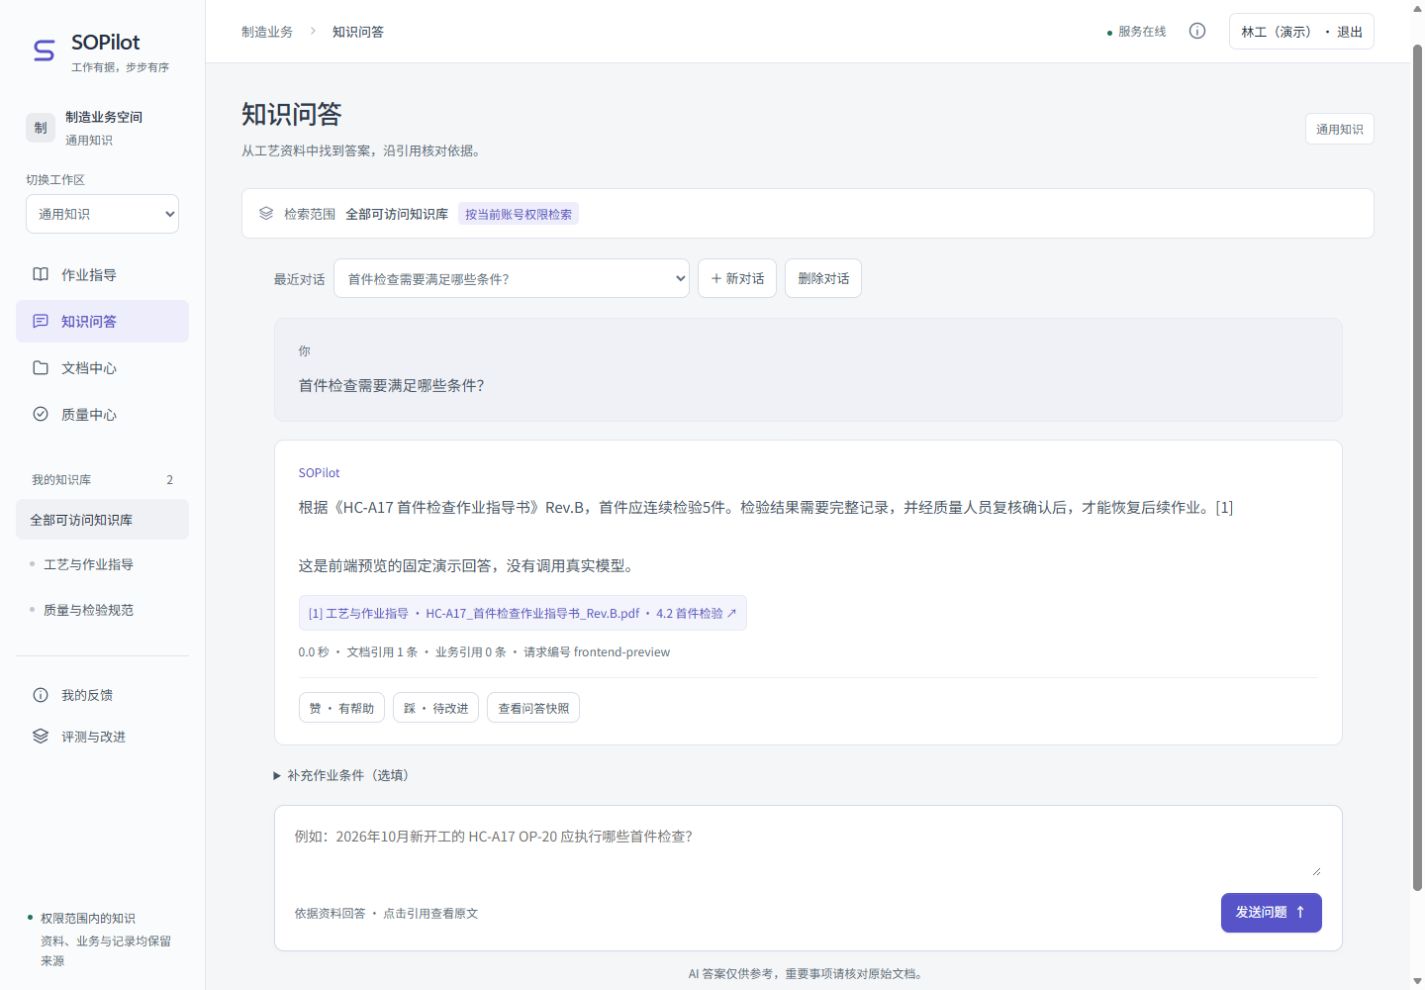 SOPilot
工作有据，步步有序
制
制造业务空间
通用知识
切换工作区
通用知识
作业指导
知识问答
文档中心
质量中心
我的知识库 2
全部可访问知识库
工艺与作业指导
质量与检验规范
我的反馈
评测与改进
权限范围内的知识
资料、业务与记录均保留
来源
制造业务 > 知识问答
服务在线
林工（演示） · 退出
知识问答
从工艺资料中找到答案，沿引用核对依据。
通用知识
检索范围 全部可访问知识库 按当前账号权限检索
最近对话 首件检查需要满足哪些条件？ + 新对话 删除对话
你
首件检查需要满足哪些条件？
SOPilot
根据《HC-A17 首件检查作业指导书》Rev.B，首件应连续检验5件。检验结果需要完整记录，并经质量人员复核确认后，才能恢复后续作业。[1]
这是前端预览的固定演示回答，没有调用真实模型。
[1] 工艺与作业指导 · HC-A17_首件检查作业指导书_Rev.B.pdf · 4.2 首件检验 ↗
0.0 秒 · 文档引用 1 条 · 业务引用 0 条 · 请求编号 frontend-preview
赞 · 有帮助 踩 · 待改进 查看问答快照
▶ 补充作业条件（选填）
例如：2026年10月新开工的 HC-A17 OP-20 应执行哪些首件检查？
依据资料回答 · 点击引用查看原文
发送问题 ↑
AI 答案仅供参考，重要事项请核对原始文档。